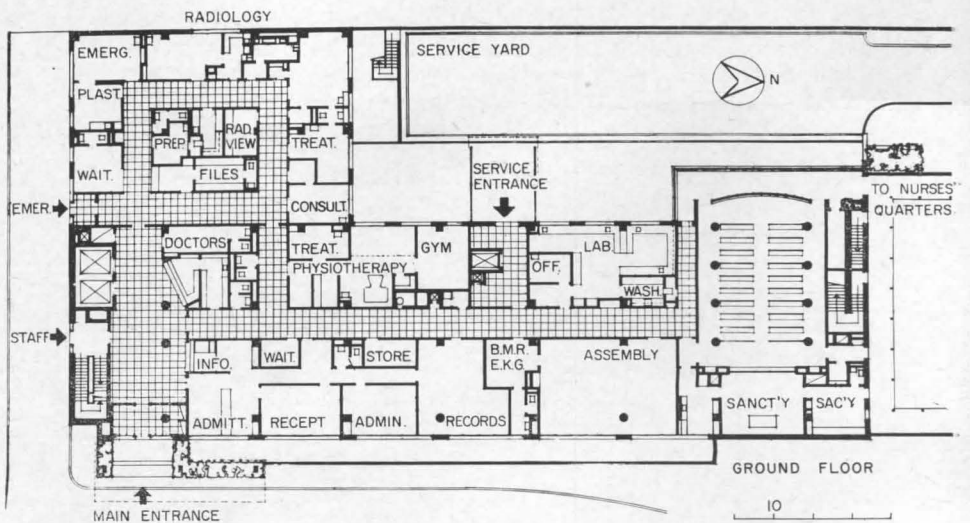 RADIOLOGY
EMERG.
SERVICE YARD
N
PLAST.
PREP.
RAD.
VIEW
TREAT.
WAIT.
FILES
SERVICE
ENTRANCE
TO NURSES'
QUARTERS
EMER.
CONSULT.
DOCTORS
TREAT.
GYM
LAB.
PHYSIOTHERAPY
OFF.
WASH
STAFF
INFO.
WAIT.
STORE
B.M.R.
E.K.G.
ASSEMBLY
ADMITT.
RECEPT
ADMIN.
RECORDS
SANCT'Y
SAC'Y
GROUND FLOOR
MAIN ENTRANCE
10